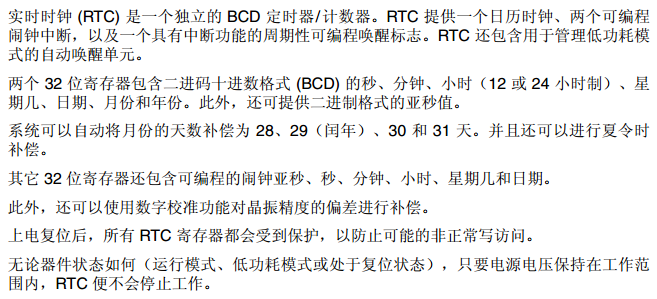 实时时钟 (RTC) 是一个独立的 BCD 定时器/计数器。RTC 提供一个日历时钟、两个可编程
闹钟中断，以及一个具有中断功能的周期性可编程唤醒标志。RTC 还包含用于管理低功耗模
式的自动唤醒单元。
两个 32 位寄存器包含二进码十进数格式 (BCD) 的秒、分钟、小时（12 或 24 小时制）、星
期几、日期、月份和年份。此外，还可提供二进制格式的亚秒值。
系统可以自动将月份的天数补偿为 28、29（闰年）、30 和 31 天。并且还可以进行夏令时
补偿。
其它 32 位寄存器还包含可编程的闹钟亚秒、秒、分钟、小时、星期几和日期。
此外，还可以使用数字校准功能对晶振精度的偏差进行补偿。
上电复位后，所有 RTC 寄存器都会受到保护，以防止可能的非正常写访问。
无论器件状态如何（运行模式、低功耗模式或处于复位状态），只要电源电压保持在工作范
围内，RTC 便不会停止工作。